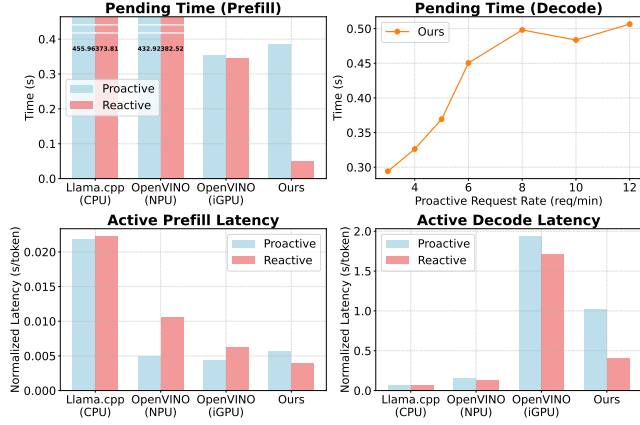 Pending Time (Prefill)
Time (s)
0.4
0.3
0.2
0.1
0.0
455.96373.81
432.92382.52
Proactive
Reactive
Llama.cpp
(CPU)
OpenVINO
(NPU)
OpenVINO
(iGPU)
Ours
Pending Time (Decode)
Time (s)
0.50
0.45
0.40
0.35
0.30
Ours
4
6
8
10
12
Proactive Request Rate (req/min)
Active Prefill Latency
Normalized Latency (s/token)
0.020
0.015
0.010
0.005
0.000
Proactive
Reactive
Llama.cpp
(CPU)
OpenVINO
(NPU)
OpenVINO
(iGPU)
Ours
Active Decode Latency
Normalized Latency (s/token)
2.0
1.5
1.0
0.5
0.0
Proactive
Reactive
Llama.cpp
(CPU)
OpenVINO
(NPU)
OpenVINO
(iGPU)
Ours